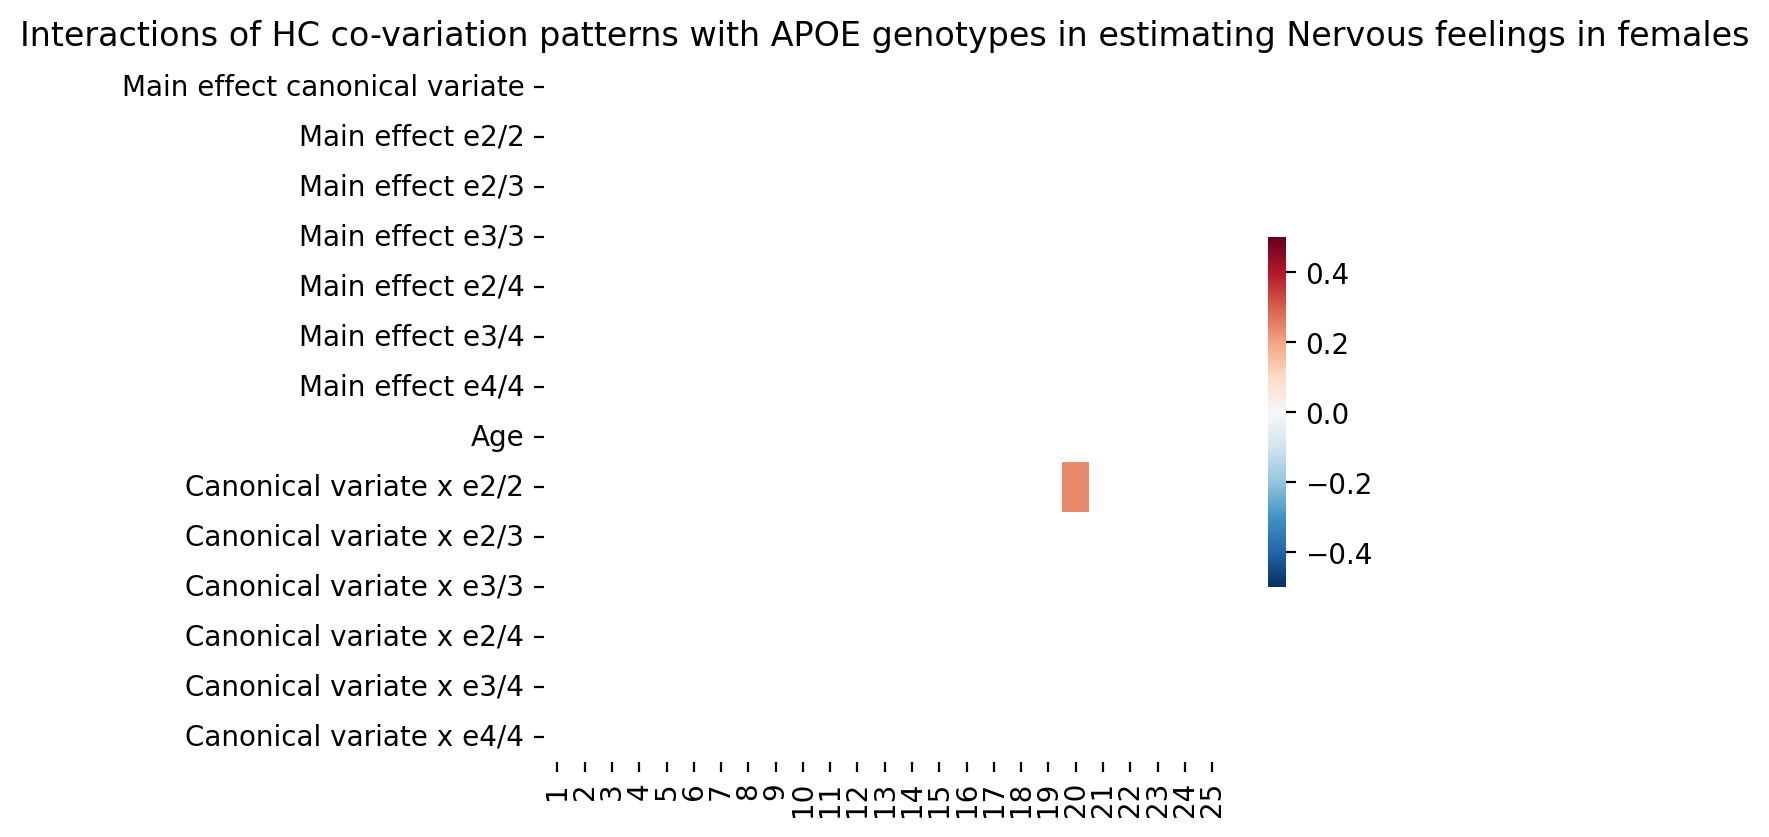 Interactions of HC co-variation patterns with APOE genotypes in estimating Nervous feelings in females
Main effect canonical variate
Main effect e2/2
Main effect e2/3
Main effect e3/3
Main effect e2/4
Main effect e3/4
Main effect e4/4
Age
Canonical variate x e2/2
Canonical variate x e2/3
Canonical variate x e3/3
Canonical variate x e2/4
Canonical variate x e3/4
Canonical variate x e4/4
1 2 3 4 5 6 7 8 9 10 11 12 13 14 15 16 17 18 19 20 21 22 23 24 25
0.4
0.2
0.0
−0.2
−0.4